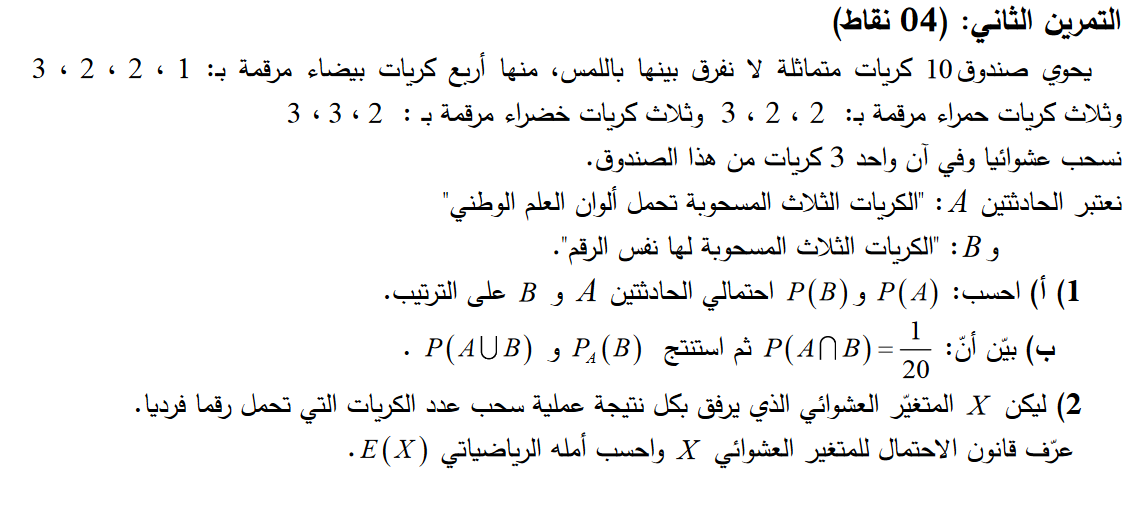 التمرين الثاني: (04 نقاط)
يحوي صندوق 10 كريات متماثلة لا نفرق بينها باللمس، منها أربع كريات بيضاء مرقمة بـ: 1 ، 2 ، 2 ، 3
وثلاث كريات حمراء مرقمة بـ: 2 ، 2 ، 3 وثلاث كريات خضراء مرقمة بـ : 2 ، 3 ، 3
نسحب عشوائيا وفي آن واحد 3 كريات من هذا الصندوق.
نعتبر الحادثتين A : "الكريات الثلاث المسحوبة تحمل ألوان العلم الوطني"
و B : "الكريات الثلاث المسحوبة لها نفس الرقم".
1) أ) احسب: P(A) و P(B) احتمالي الحادثتين A و B على الترتيب.
ب) بيّن أنّ: P(A∩B) = 1/20 ثم استنتج P_A(B) و P(A∪B) .
2) ليكن X المتغيّر العشوائي الذي يرفق بكل نتيجة عملية سحب عدد الكريات التي تحمل رقما فرديا.
عرّف قانون الاحتمال للمتغير العشوائي X واحسب أمله الرياضياتي E(X) .